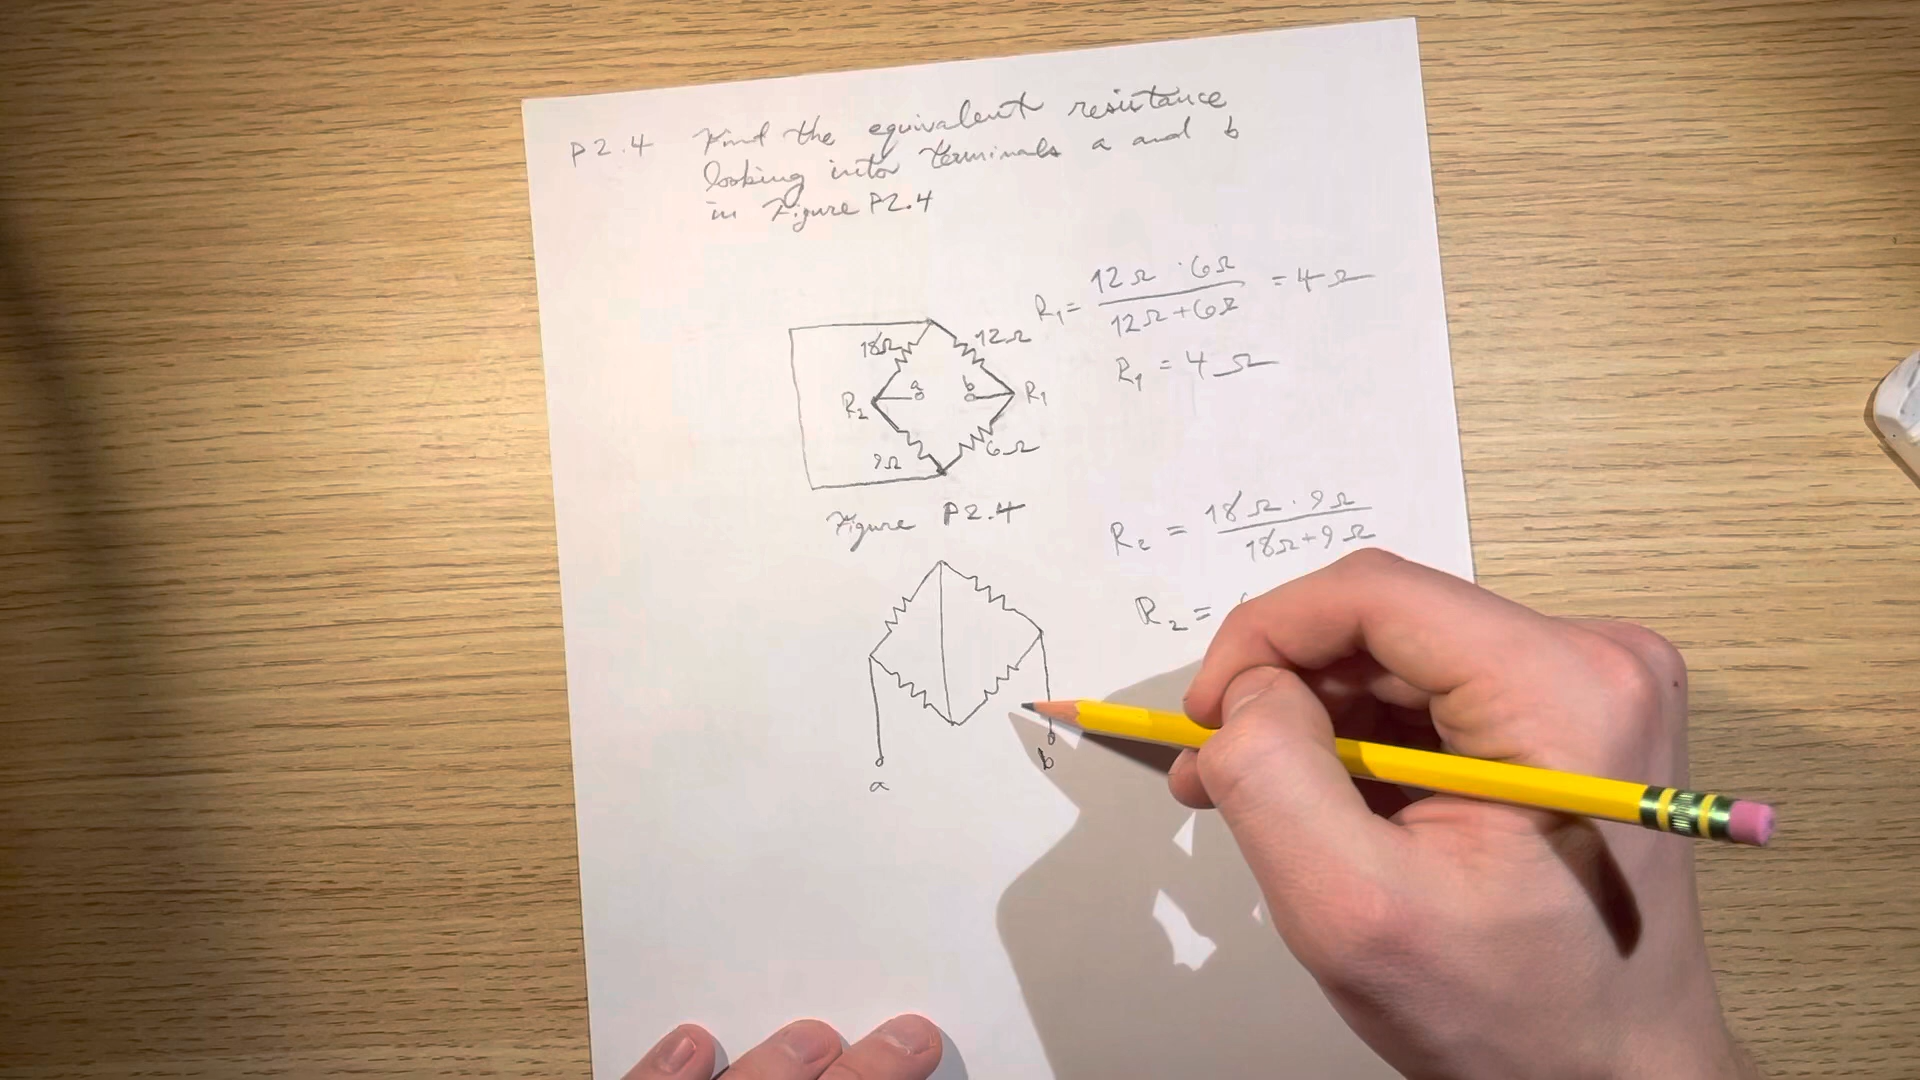 P2.4 Find the equivalent resistance
looking into terminals a and b
in Figure P2.4
R₁ = 12Ω · 6Ω / 12Ω + 6Ω = 4Ω
R₁ = 4Ω
18Ω 12Ω
R₂ a b R₁
9Ω 6Ω
Figure P2.4
R₂ = 18Ω · 9Ω / 18Ω + 9Ω
R₂ =
a b